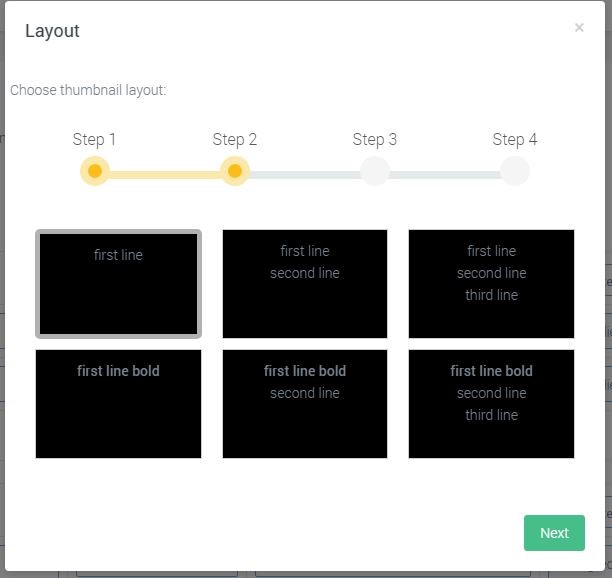 Layout
×
Choose thumbnail layout:
Step 1 Step 2 Step 3 Step 4
first line
first line
second line
first line
second line
third line
first line bold
first line bold
second line
first line bold
second line
third line
Next